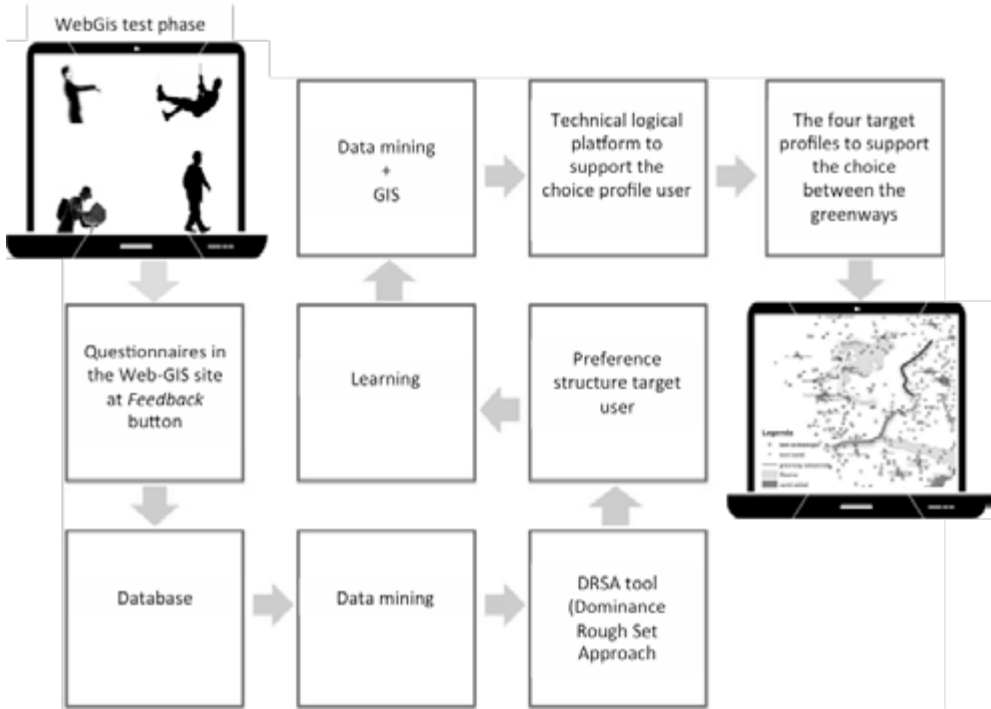 WebGis test phase
Data mining
+
GIS
Technical logical
platform to
support the
choice profile user
The four target
profiles to support
the choice
between the
greenways
Questionnaires in
the Web-GIS site
at Feedback
button
Learning
Preference
structure target
user
Legenda
Database
Data mining
DRSA tool
(Dominance
Rough Set
Approach